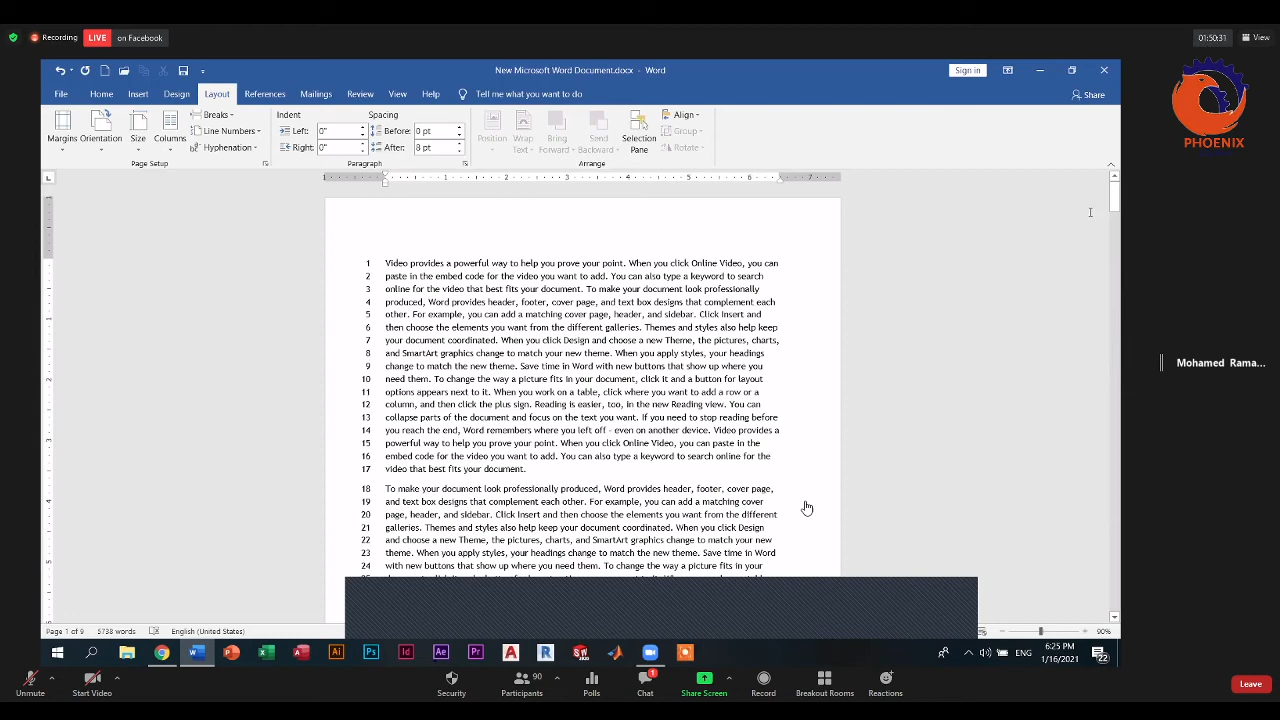 Recording LIVE on Facebook 01:50:31 View
New Microsoft Word Document.docx - Word Sign in
File Home Insert Design Layout References Mailings Review View Help Tell me what you want to do Share
Margins Orientation Size Columns
Breaks
Line Numbers
Hyphenation
Page Setup
Indent
Left: 0"
Right: 0"
Spacing
Before: 0 pt
After: 8 pt
Paragraph
Position Wrap Text Bring Forward Send Backward Selection Pane
Align
Group
Rotate
Arrange
PHOENIX
1 Video provides a powerful way to help you prove your point. When you click Online Video, you can
2 paste in the embed code for the video you want to add. You can also type a keyword to search
3 online for the video that best fits your document. To make your document look professionally
4 produced, Word provides header, footer, cover page, and text box designs that complement each
5 other. For example, you can add a matching cover page, header, and sidebar. Click Insert and
6 then choose the elements you want from the different galleries. Themes and styles also help keep
7 your document coordinated. When you click Design and choose a new Theme, the pictures, charts,
8 and SmartArt graphics change to match your new theme. When you apply styles, your headings
9 change to match the new theme. Save time in Word with new buttons that show up where you
10 need them. To change the way a picture fits in your document, click it and a button for layout
11 options appears next to it. When you work on a table, click where you want to add a row or a
12 column, and then click the plus sign. Reading is easier, too, in the new Reading view. You can
13 collapse parts of the document and focus on the text you want. If you need to stop reading before
14 you reach the end, Word remembers where you left off - even on another device. Video provides a
15 powerful way to help you prove your point. When you click Online Video, you can paste in the
16 embed code for the video you want to add. You can also type a keyword to search online for the
17 video that best fits your document.
18 To make your document look professionally produced, Word provides header, footer, cover page,
19 and text box designs that complement each other. For example, you can add a matching cover
20 page, header, and sidebar. Click Insert and then choose the elements you want from the different
21 galleries. Themes and styles also help keep your document coordinated. When you click Design
22 and choose a new Theme, the pictures, charts, and SmartArt graphics change to match your new
23 theme. When you apply styles, your headings change to match the new theme. Save time in Word
24 with new buttons that show up where you need them. To change the way a picture fits in your
Mohamed Rama...
Page 1 of 9 5738 words English (United States) 90%
ENG 6:25 PM
1/16/2021
22
Unmute Start Video Security Participants 90 Polls Chat 1 Share Screen Record Breakout Rooms Reactions Leave